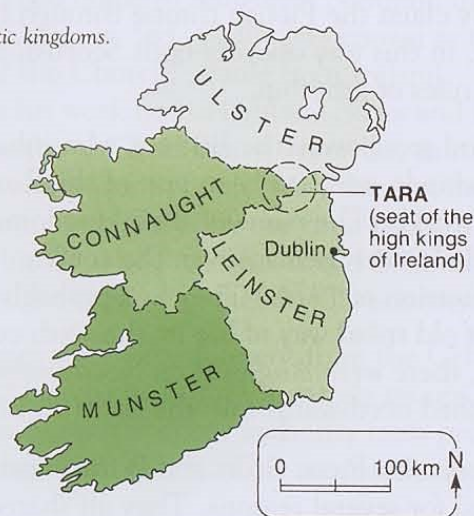 tic kingdoms.
ULSTER
CONNAUGHT
TARA
(seat of the
high kings
of Ireland)
Dublin
LEINSTER
MUNSTER
0 100 km
N